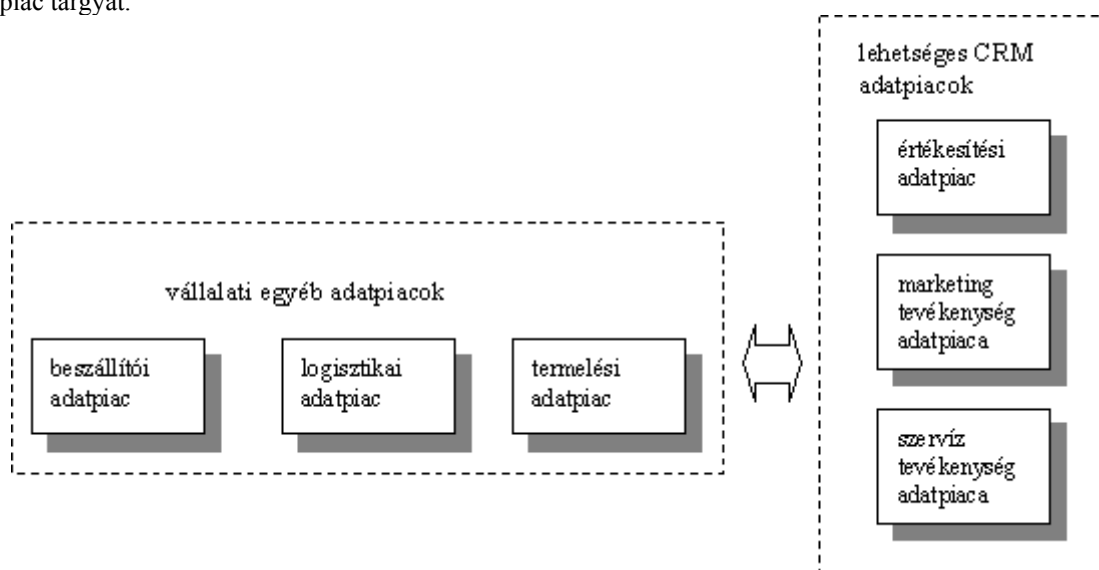 piac tárgyát.
lehetséges CRM
adatpiacok
értékesítési
adatpiac
vállalati egyéb adatpiacok
marketing
tevékenység
adatpiaca
beszállítói
adatpiac
logisztikai
adatpiac
termelési
adatpiac
szervíz
tevékenység
adatpiaca